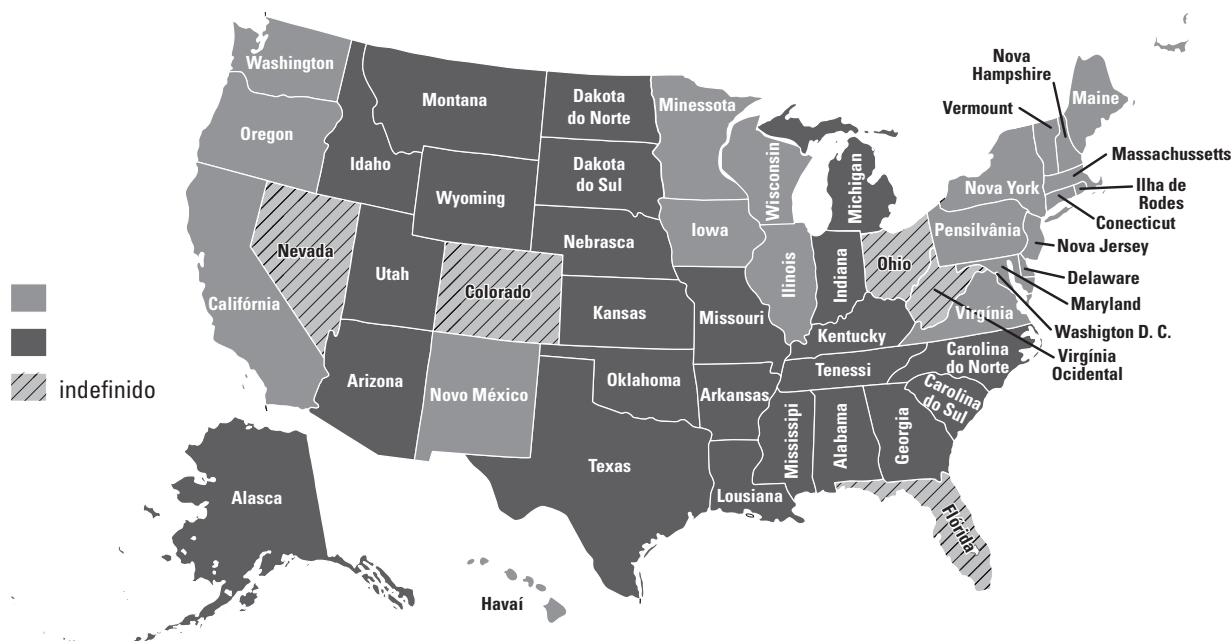 Washington
Oregon
Califórnia
Nevada
Idaho
Montana
Wyoming
Utah
Arizona
Colorado
Novo México
Dakota
do Norte
Dakota
do Sul
Nebrasca
Kansas
Oklahoma
Texas
Minessota
Iowa
Missouri
Arkansas
Lousiana
Wisconsin
Ilinois
Michigan
Indiana
Ohio
Kentucky
Tenessi
Mississipi
Alabama
Georgia
Flórida
Carolina
do Sul
Carolina
do Norte
Virgínia
Pensilvânia
Nova York
Maine
Nova
Hampshire
Vermount
Massachussetts
Ilha de
Rodes
Conecticut
Nova Jersey
Delaware
Maryland
Washigton D. C.
Virgínia
Ocidental
indefinido
Alasca
Havaí